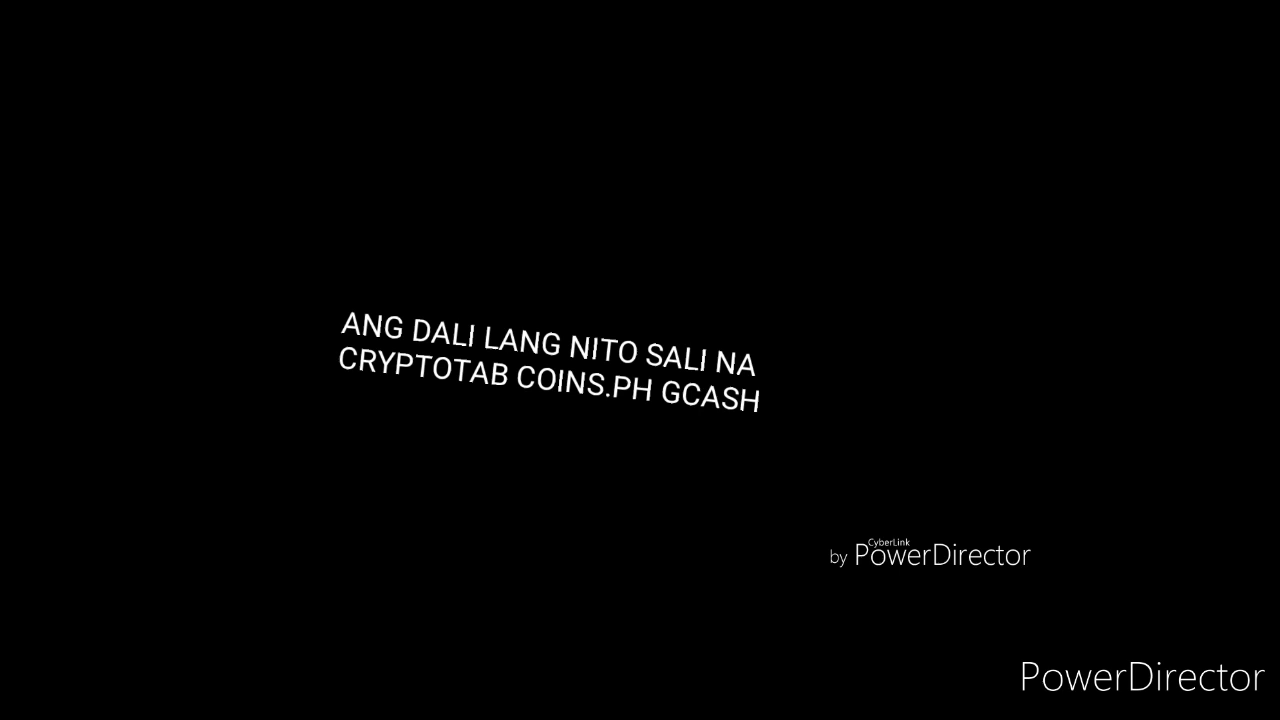 ANG DALI LANG NITO SALI NA
CRYPTOTAB COINS.PH GCASH
CyberLink
by PowerDirector
PowerDirector